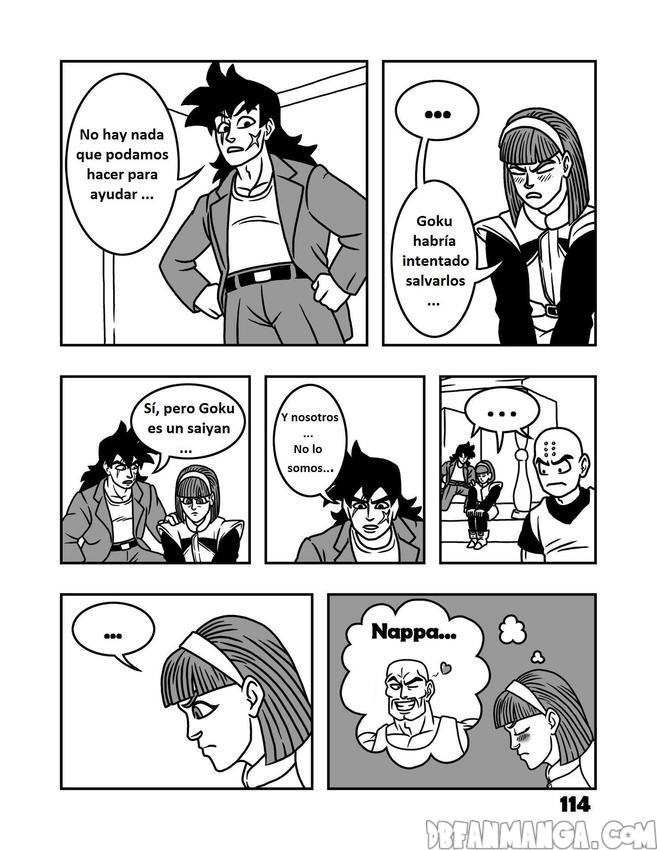 No hay nada
que podamos
hacer para
ayudar ...
...
Goku
habría
intentado
salvarlos
...
Sí, pero Goku
es un saiyan
...
Y nosotros
...
No lo
somos...
...
...
Nappa...
114
DBFANMANGA.COM